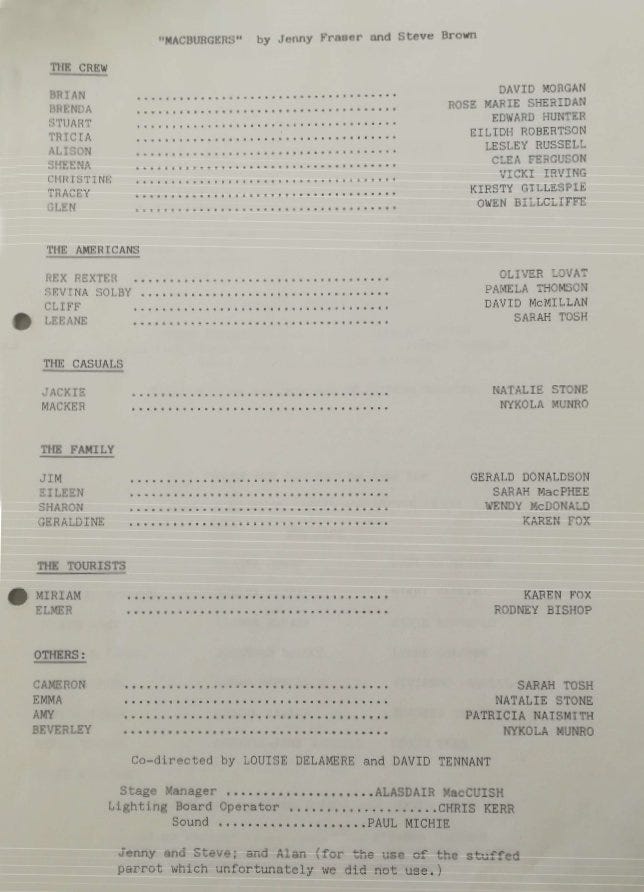 "MACBURGERS" by Jenny Fraser and Steve Brown
THE CREW
BRIAN .................................... DAVID MORGAN
BRENDA .................................... ROSE MARIE SHERIDAN
STUART .................................... EDWARD HUNTER
TRICIA .................................... EILIDH ROBERTSON
ALISON .................................... LESLEY RUSSELL
SHEENA .................................... CLEA FERGUSON
CHRISTINE .................................... VICKI IRVING
TRACEY .................................... KIRSTY GILLESPIE
GLEN .................................... OWEN BILLCLIFFE
THE AMERICANS
REX REXTER .................................... OLIVER LOVAT
SEVINA SOLBY .................................... PAMELA THOMSON
CLIFF .................................... DAVID McMILLAN
LEEANE .................................... SARAH TOSH
THE CASUALS
JACKIE .................................... NATALIE STONE
MACKER .................................... NYKOLA MUNRO
THE FAMILY
JIM .................................... GERALD DONALDSON
EILEEN .................................... SARAH MacPHEE
SHARON .................................... WENDY McDONALD
GERALDINE .................................... KAREN FOX
THE TOURISTS
MIRIAM .................................... KAREN FOX
ELMER .................................... RODNEY BISHOP
OTHERS:
CAMERON .................................... SARAH TOSH
EMMA .................................... NATALIE STONE
AMY .................................... PATRICIA NAISMITH
BEVERLEY .................................... NYKOLA MUNRO
Co-directed by LOUISE DELAMERE and DAVID TENNANT
Stage Manager ....................ALASDAIR MacCUISH
Lighting Board Operator ....................CHRIS KERR
Sound ....................PAUL MICHIE
Jenny and Steve; and Alan (for the use of the stuffed
parrot which unfortunately we did not use.)